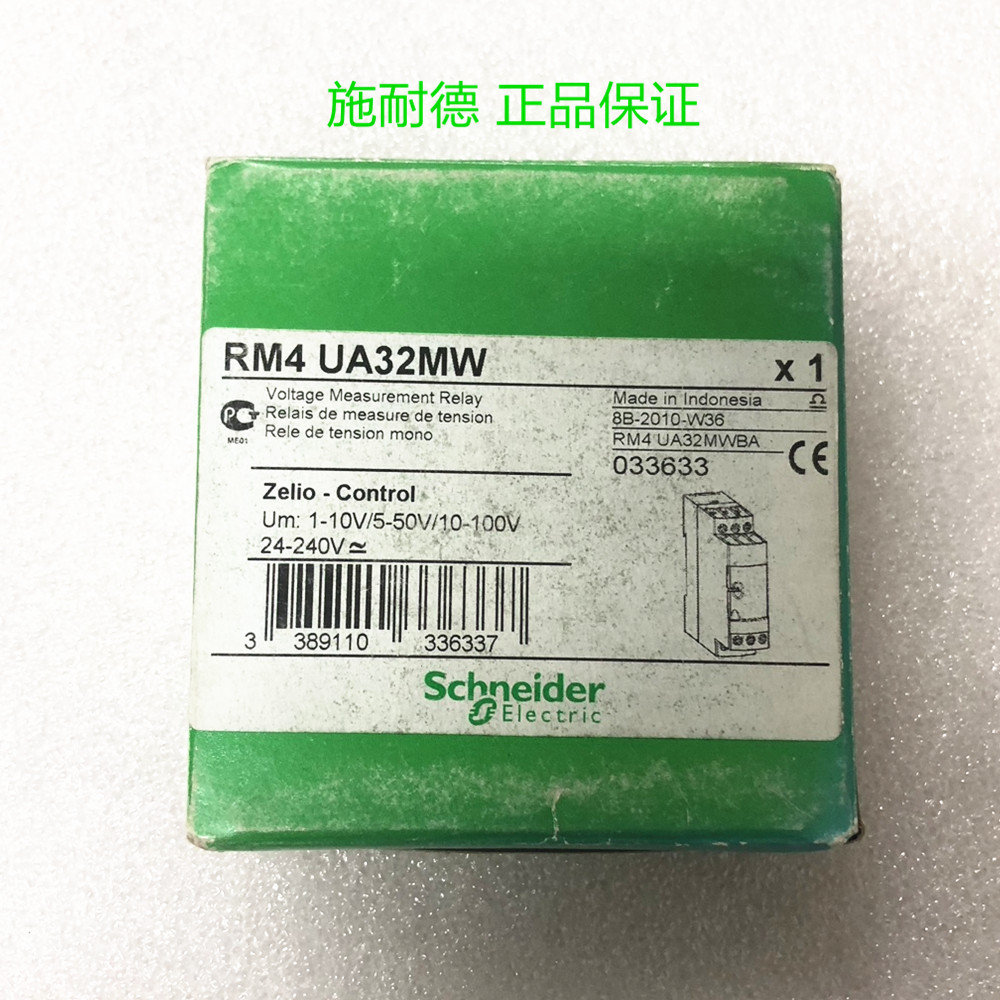 施耐德 正品保证
RM4 UA32MW
x 1
Voltage Measurement Relay
Relais de measure de tension
Rele de tension mono
РСТ
ME01
Made in Indonesia
8B-2010-W36
RM4 UA32MWBA
033633
CE
Zelio - Control
Um: 1-10V/5-50V/10-100V
24-240V≃
3 389110 336337
Schneider
Electric